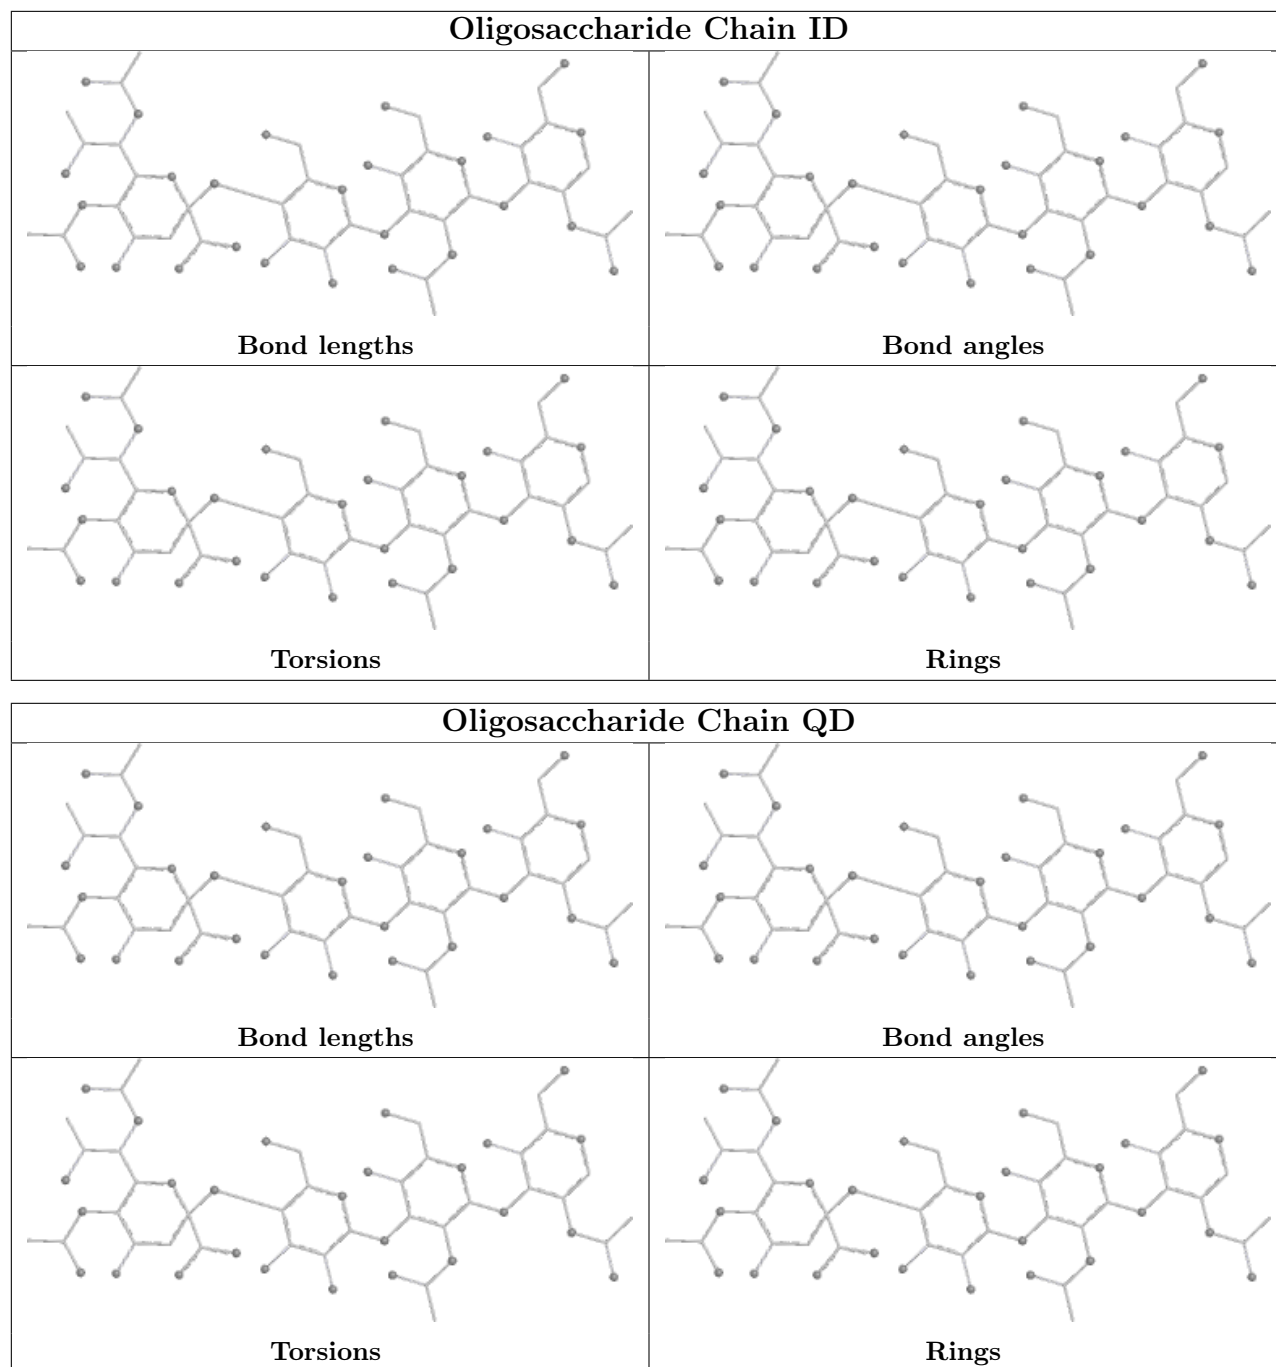 Oligosaccharide Chain ID
Bond lengths
Bond angles
Torsions
Rings
Oligosaccharide Chain QD
Bond lengths
Bond angles
Torsions
Rings